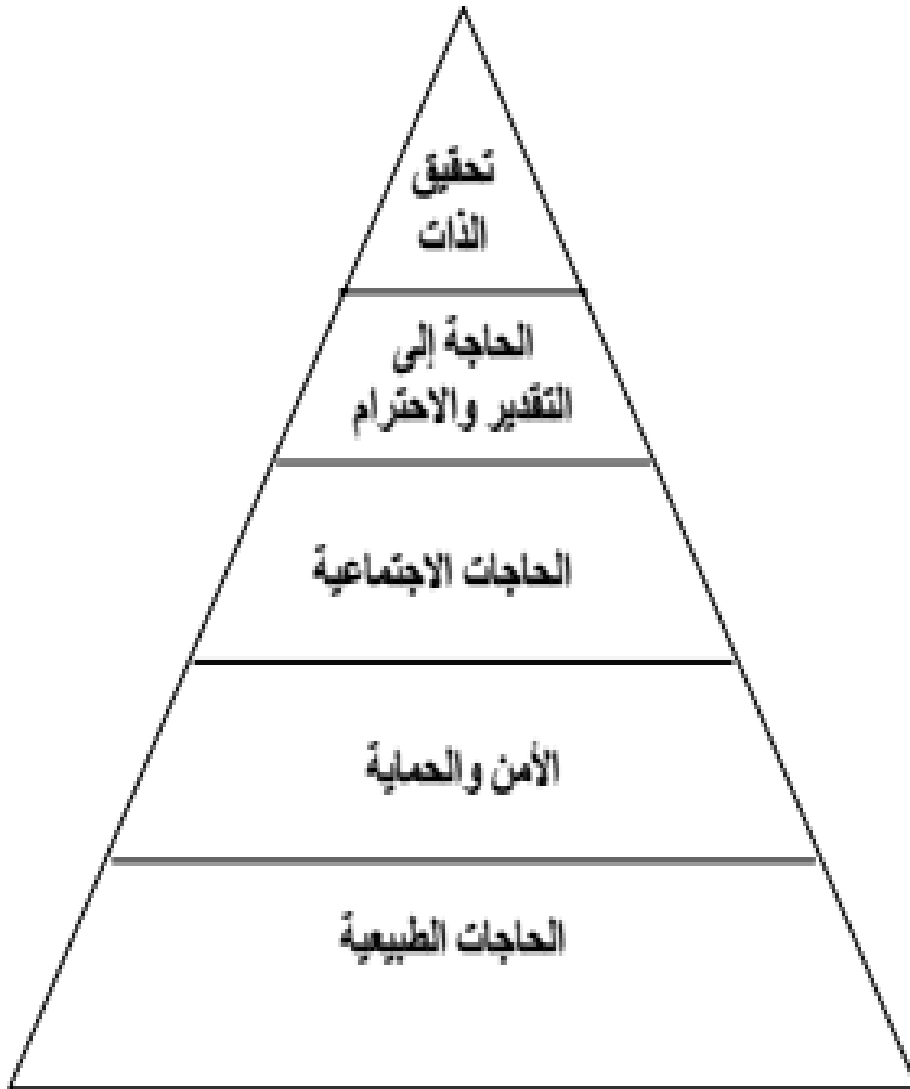 تحقيق
الذات
الحاجة إلى
التقدير والاحترام
الحاجات الاجتماعية
الأمن والحماية
الحاجات الطبيعية